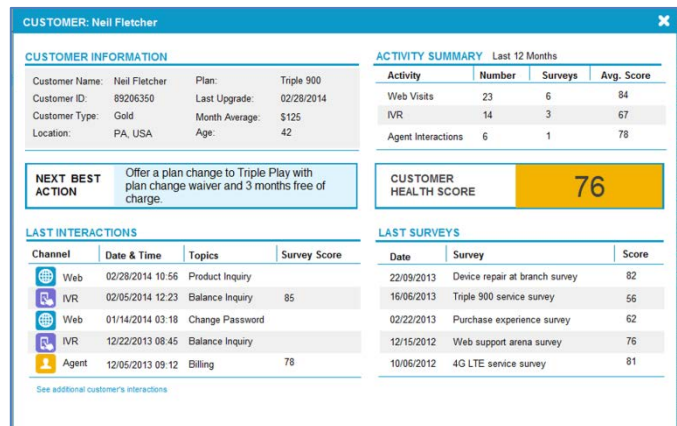 CUSTOMER: Neil Fletcher
CUSTOMER INFORMATION
Customer Name: Neil Fletcher Plan: Triple 900
Customer ID: 89206350 Last Upgrade: 02/28/2014
Customer Type: Gold Month Average: $125
Location: PA, USA Age: 42
ACTIVITY SUMMARY Last 12 Months
Activity Number Surveys Avg. Score
Web Visits 23 6 84
IVR 14 3 67
Agent Interactions 6 1 78
NEXT BEST ACTION
Offer a plan change to Triple Play with
plan change waiver and 3 months free of
charge.
CUSTOMER
HEALTH SCORE
76
LAST INTERACTIONS
Channel Date & Time Topics Survey Score
Web 02/28/2014 10:56 Product Inquiry
IVR 02/05/2014 12:23 Balance Inquiry 85
Web 01/14/2014 03:18 Change Password
IVR 12/22/2013 08:45 Balance Inquiry
Agent 12/05/2013 09:12 Billing 78
See additional customer's interactions
LAST SURVEYS
Date Survey Score
22/09/2013 Device repair at branch survey 82
16/06/2013 Triple 900 service survey 56
02/22/2013 Purchase experience survey 62
12/15/2012 Web support arena survey 76
10/06/2012 4G LTE service survey 81